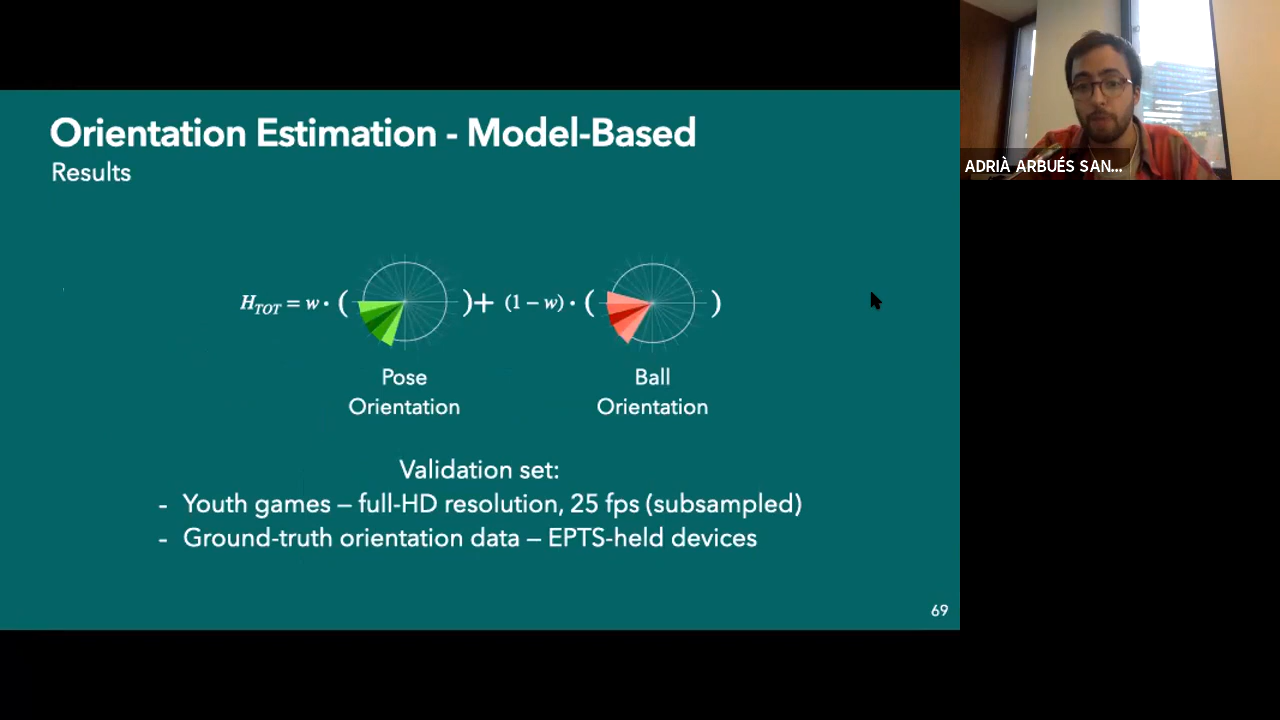 Orientation Estimation - Model-Based
Results
ADRIÀ ARBUÉS SAN...
H_TOT = w · ( ) + (1 − w) · ( )
Pose Orientation
Ball Orientation
Validation set:
- Youth games – full-HD resolution, 25 fps (subsampled)
- Ground-truth orientation data – EPTS-held devices
69